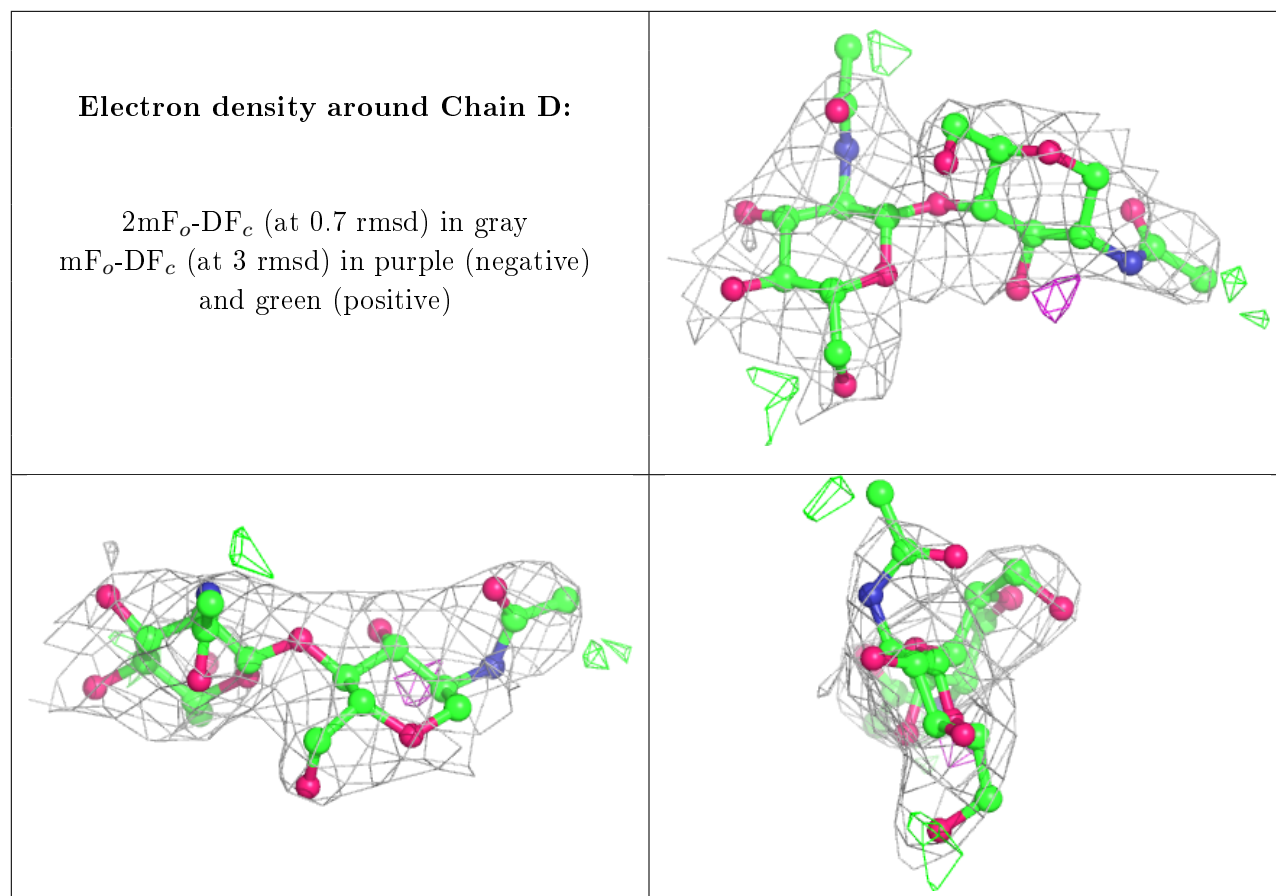 Electron density around Chain D:
2mFₒ-DF𝒸 (at 0.7 rmsd) in gray
mFₒ-DF𝒸 (at 3 rmsd) in purple (negative)
and green (positive)